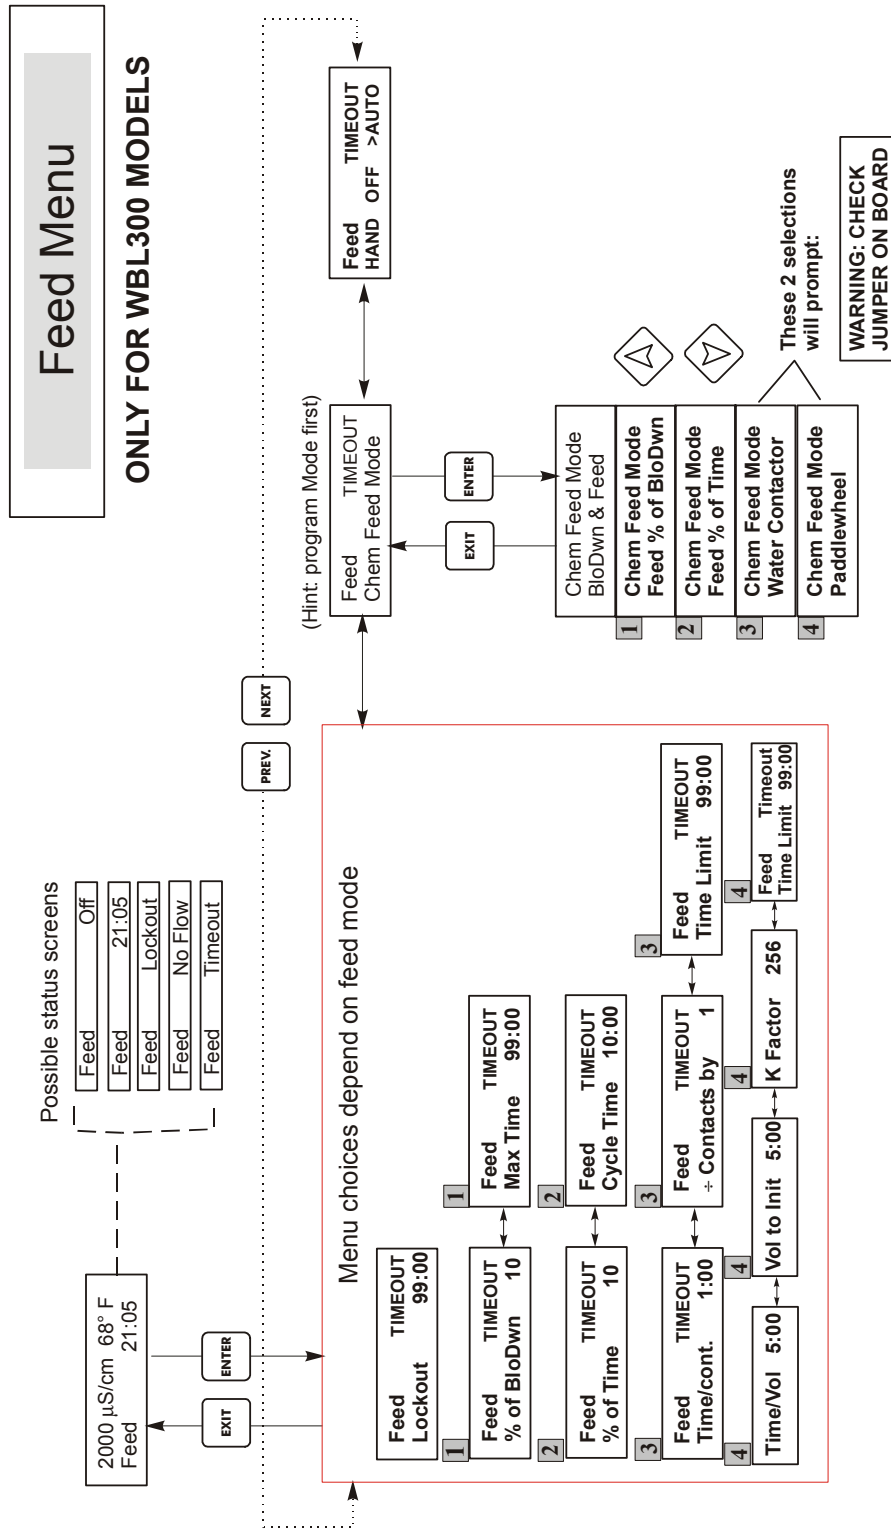 Feed Menu
ONLY FOR WBL300 MODELS
2000 μS/cm 68° F
Feed 21:05
Possible status screens
Feed Off
Feed 21:05
Feed Lockout
Feed No Flow
Feed Timeout
EXIT
ENTER
PREV.
NEXT
Menu choices depend on feed mode
Feed TIMEOUT
Lockout 99:00
1
Feed TIMEOUT
% of BloDwn 10
1
Feed TIMEOUT
Max Time 99:00
2
Feed TIMEOUT
% of Time 10
2
Feed TIMEOUT
Cycle Time 10:00
3
Feed TIMEOUT
Time/cont. 1:00
3
Feed TIMEOUT
÷ Contacts by 1
3
Feed TIMEOUT
Time Limit 99:00
4
Time/Vol 5:00
4
Vol to Init 5:00
4
K Factor 256
4
Feed Timeout
Time Limit 99:00
(Hint: program Mode first)
Feed TIMEOUT
Chem Feed Mode
Feed TIMEOUT
HAND OFF >AUTO
EXIT
ENTER
Chem Feed Mode
BloDwn & Feed
1
Chem Feed Mode
Feed % of BloDwn
2
Chem Feed Mode
Feed % of Time
3
Chem Feed Mode
Water Contactor
4
Chem Feed Mode
Paddlewheel
These 2 selections
will prompt:
WARNING: CHECK
JUMPER ON BOARD